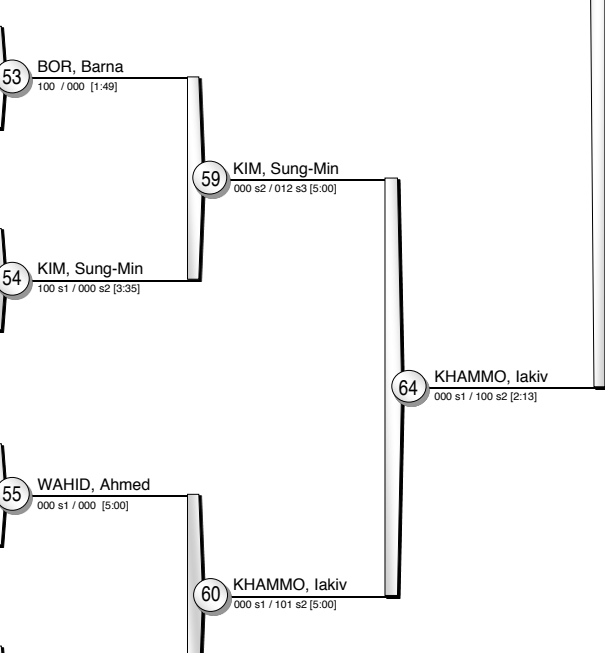 53
BOR, Barna
100 / 000 [1:49]
59
KIM, Sung-Min
000 s2 / 012 s3 [5:00]
54
KIM, Sung-Min
100 s1 / 000 s2 [3:35]
64
KHAMMO, Iakiv
000 s1 / 100 s2 [2:13]
55
WAHID, Ahmed
000 s1 / 000 [5:00]
60
KHAMMO, Iakiv
000 s1 / 101 s2 [5:00]